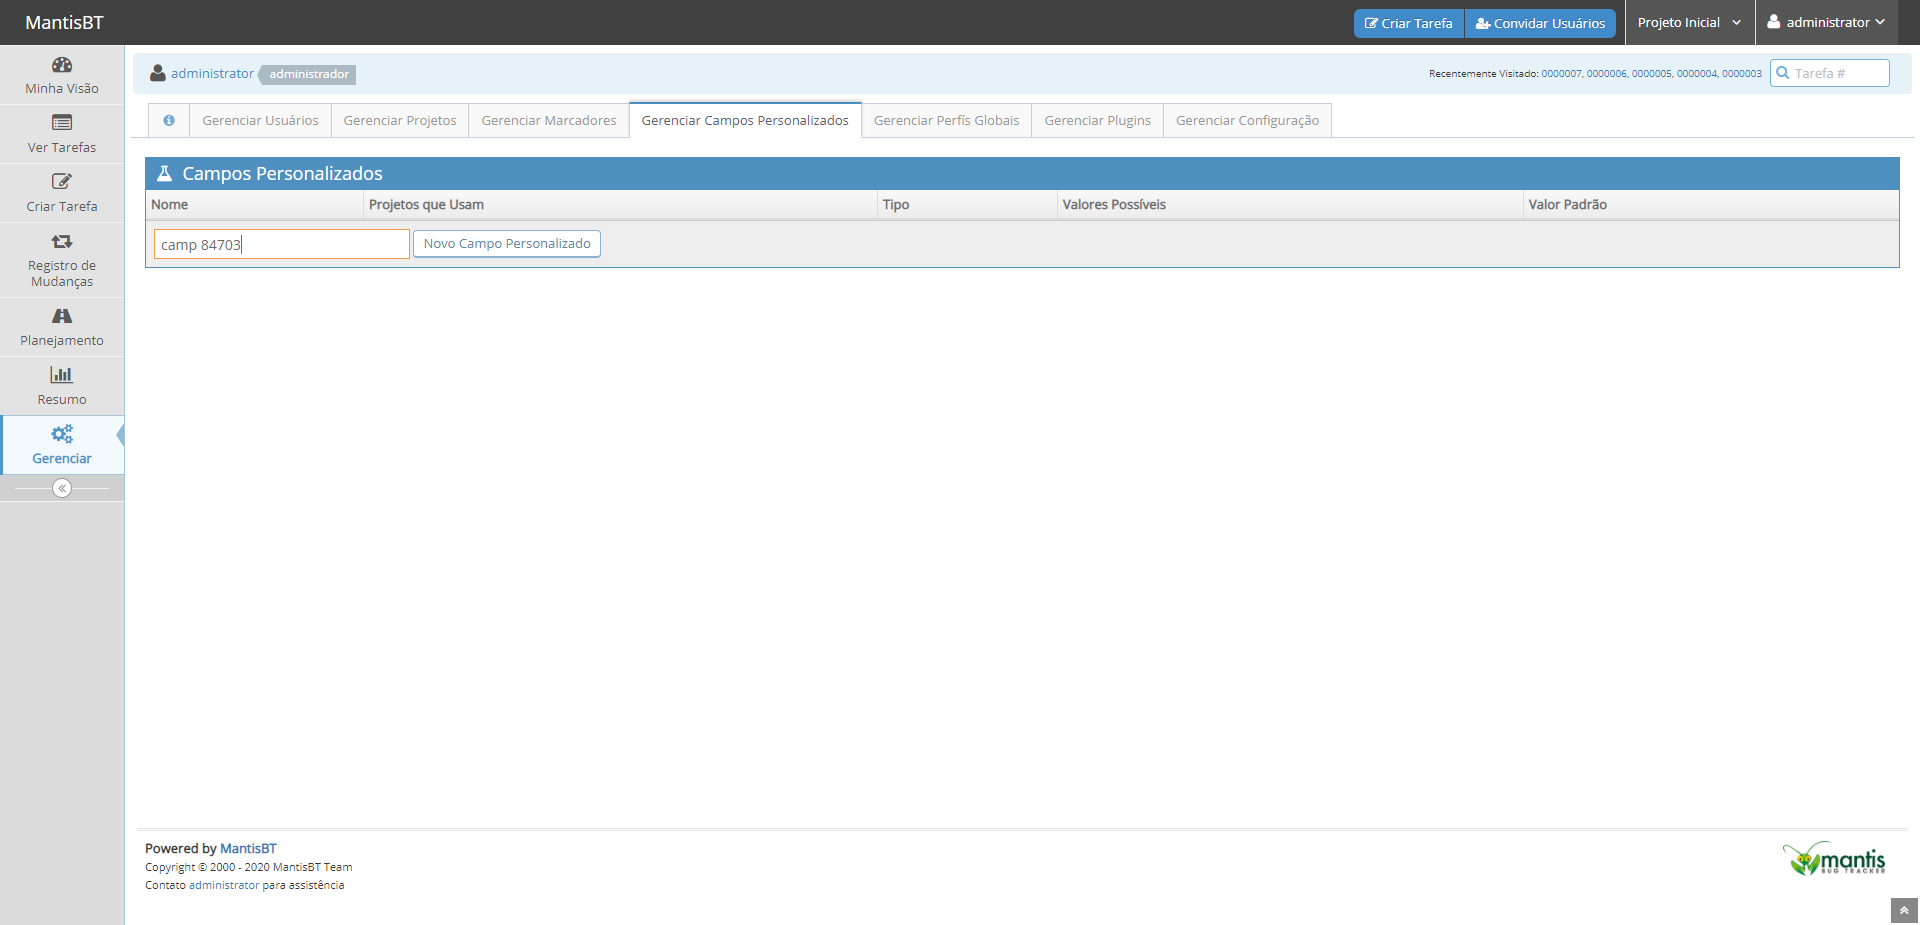 MantisBT
Criar Tarefa
Convidar Usuários
Projeto Inicial
administrator
Minha Visão
Ver Tarefas
Criar Tarefa
Registro de
Mudanças
Planejamento
Resumo
Gerenciar
administrator administrador
Recentemente Visitado: 0000007, 0000006, 0000005, 0000004, 0000003
Tarefa #
Gerenciar Usuários
Gerenciar Projetos
Gerenciar Marcadores
Gerenciar Campos Personalizados
Gerenciar Perfís Globais
Gerenciar Plugins
Gerenciar Configuração
Campos Personalizados
Nome Projetos que Usam Tipo Valores Possíveis Valor Padrão
camp 84703 Novo Campo Personalizado
Powered by MantisBT
Copyright © 2000 - 2020 MantisBT Team
Contato administrator para assistência
mantis
BUG TRACKER